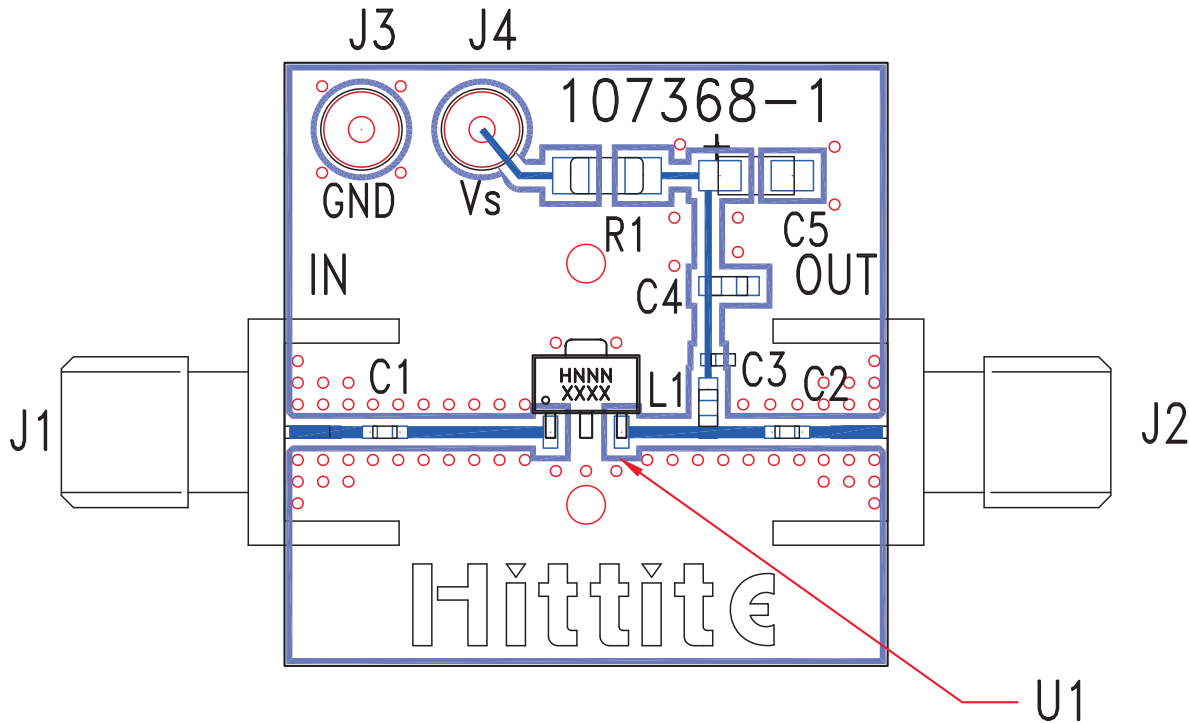 J3
J4
107368-1
GND
Vs
R1
C5
IN
OUT
C4
C1
HNNN
XXXX
L1
C3
C2
J1
J2
Hittite
U1